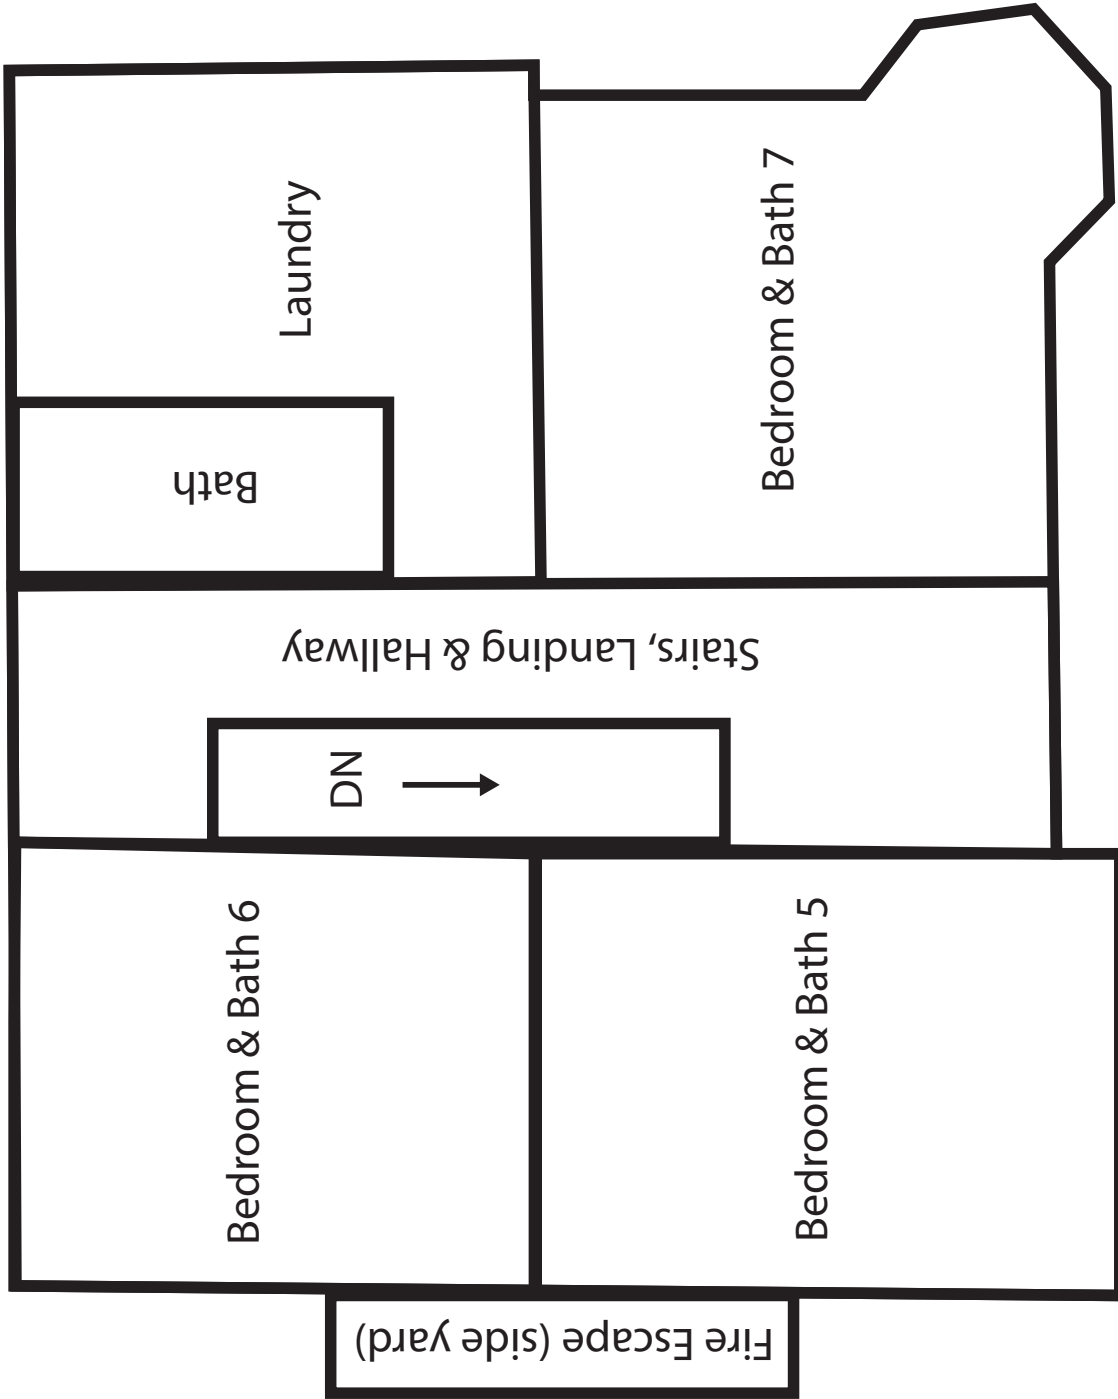 Laundry
Bedroom & Bath 7
Bath
Stairs, Landing & Hallway
DN
Bedroom & Bath 6
Bedroom & Bath 5
Fire Escape (side yard)